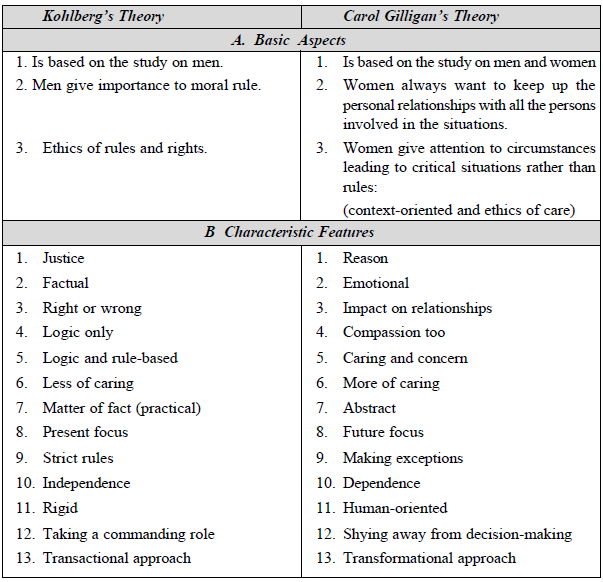 Kohlberg's Theory
Carol Gilligan's Theory
A. Basic Aspects
1. Is based on the study on men.
2. Men give importance to moral rule.
3. Ethics of rules and rights.
1. Is based on the study on men and women
2. Women always want to keep up the
personal relationships with all the persons
involved in the situations.
3. Women give attention to circumstances
leading to critical situations rather than
rules:
(context-oriented and ethics of care)
B Characteristic Features
1. Justice
2. Factual
3. Right or wrong
4. Logic only
5. Logic and rule-based
6. Less of caring
7. Matter of fact (practical)
8. Present focus
9. Strict rules
10. Independence
11. Rigid
12. Taking a commanding role
13. Transactional approach
1. Reason
2. Emotional
3. Impact on relationships
4. Compassion too
5. Caring and concern
6. More of caring
7. Abstract
8. Future focus
9. Making exceptions
10. Dependence
11. Human-oriented
12. Shying away from decision-making
13. Transformational approach